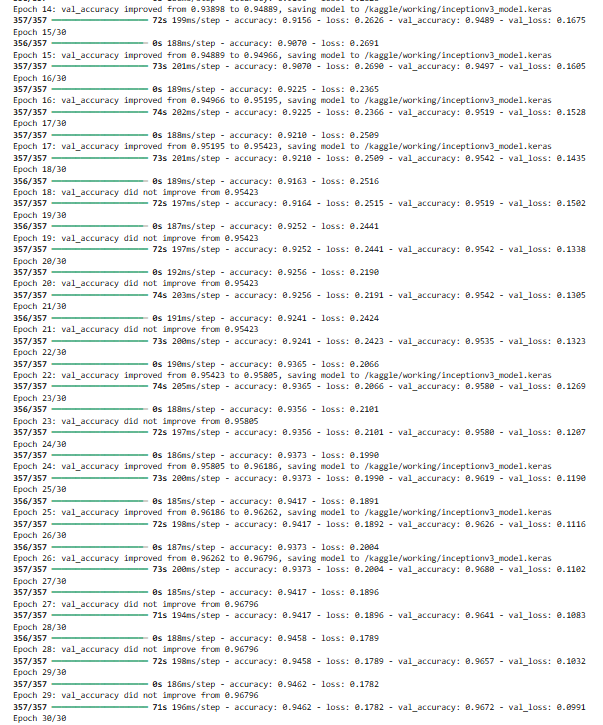 Epoch 14: val_accuracy improved from 0.93898 to 0.94889, saving model to /kaggle/working/inceptionv3_model.keras
357/357 72s 199ms/step - accuracy: 0.9156 - loss: 0.2626 - val_accuracy: 0.9489 - val_loss: 0.1675
Epoch 15/30
356/357 0s 188ms/step - accuracy: 0.9070 - loss: 0.2691
Epoch 15: val_accuracy improved from 0.94889 to 0.94966, saving model to /kaggle/working/inceptionv3_model.keras
357/357 73s 201ms/step - accuracy: 0.9070 - loss: 0.2690 - val_accuracy: 0.9497 - val_loss: 0.1605
Epoch 16/30
357/357 0s 189ms/step - accuracy: 0.9225 - loss: 0.2365
Epoch 16: val_accuracy improved from 0.94966 to 0.95195, saving model to /kaggle/working/inceptionv3_model.keras
357/357 74s 202ms/step - accuracy: 0.9225 - loss: 0.2366 - val_accuracy: 0.9519 - val_loss: 0.1528
Epoch 17/30
357/357 0s 188ms/step - accuracy: 0.9210 - loss: 0.2509
Epoch 17: val_accuracy improved from 0.95195 to 0.95423, saving model to /kaggle/working/inceptionv3_model.keras
357/357 73s 201ms/step - accuracy: 0.9210 - loss: 0.2509 - val_accuracy: 0.9542 - val_loss: 0.1435
Epoch 18/30
356/357 0s 189ms/step - accuracy: 0.9163 - loss: 0.2516
Epoch 18: val_accuracy did not improve from 0.95423
357/357 72s 197ms/step - accuracy: 0.9164 - loss: 0.2515 - val_accuracy: 0.9519 - val_loss: 0.1502
Epoch 19/30
356/357 0s 187ms/step - accuracy: 0.9252 - loss: 0.2441
Epoch 19: val_accuracy did not improve from 0.95423
357/357 72s 197ms/step - accuracy: 0.9252 - loss: 0.2441 - val_accuracy: 0.9542 - val_loss: 0.1338
Epoch 20/30
357/357 0s 192ms/step - accuracy: 0.9256 - loss: 0.2190
Epoch 20: val_accuracy did not improve from 0.95423
357/357 74s 203ms/step - accuracy: 0.9256 - loss: 0.2191 - val_accuracy: 0.9542 - val_loss: 0.1305
Epoch 21/30
356/357 0s 191ms/step - accuracy: 0.9241 - loss: 0.2424
Epoch 21: val_accuracy did not improve from 0.95423
357/357 73s 200ms/step - accuracy: 0.9241 - loss: 0.2423 - val_accuracy: 0.9535 - val_loss: 0.1323
Epoch 22/30
357/357 0s 190ms/step - accuracy: 0.9365 - loss: 0.2066
Epoch 22: val_accuracy improved from 0.95423 to 0.95805, saving model to /kaggle/working/inceptionv3_model.keras
357/357 74s 205ms/step - accuracy: 0.9365 - loss: 0.2066 - val_accuracy: 0.9580 - val_loss: 0.1269
Epoch 23/30
356/357 0s 188ms/step - accuracy: 0.9356 - loss: 0.2101
Epoch 23: val_accuracy did not improve from 0.95805
357/357 72s 197ms/step - accuracy: 0.9356 - loss: 0.2101 - val_accuracy: 0.9580 - val_loss: 0.1207
Epoch 24/30
357/357 0s 186ms/step - accuracy: 0.9373 - loss: 0.1990
Epoch 24: val_accuracy improved from 0.95805 to 0.96186, saving model to /kaggle/working/inceptionv3_model.keras
357/357 73s 200ms/step - accuracy: 0.9373 - loss: 0.1990 - val_accuracy: 0.9619 - val_loss: 0.1190
Epoch 25/30
356/357 0s 185ms/step - accuracy: 0.9417 - loss: 0.1891
Epoch 25: val_accuracy improved from 0.96186 to 0.96262, saving model to /kaggle/working/inceptionv3_model.keras
357/357 72s 198ms/step - accuracy: 0.9417 - loss: 0.1892 - val_accuracy: 0.9626 - val_loss: 0.1116
Epoch 26/30
356/357 0s 187ms/step - accuracy: 0.9373 - loss: 0.2004
Epoch 26: val_accuracy improved from 0.96262 to 0.96796, saving model to /kaggle/working/inceptionv3_model.keras
357/357 73s 200ms/step - accuracy: 0.9373 - loss: 0.2004 - val_accuracy: 0.9680 - val_loss: 0.1102
Epoch 27/30
357/357 0s 185ms/step - accuracy: 0.9417 - loss: 0.1896
Epoch 27: val_accuracy did not improve from 0.96796
357/357 71s 194ms/step - accuracy: 0.9417 - loss: 0.1896 - val_accuracy: 0.9641 - val_loss: 0.1083
Epoch 28/30
356/357 0s 188ms/step - accuracy: 0.9458 - loss: 0.1789
Epoch 28: val_accuracy did not improve from 0.96796
357/357 72s 198ms/step - accuracy: 0.9458 - loss: 0.1789 - val_accuracy: 0.9657 - val_loss: 0.1032
Epoch 29/30
357/357 0s 186ms/step - accuracy: 0.9462 - loss: 0.1782
Epoch 29: val_accuracy did not improve from 0.96796
357/357 71s 196ms/step - accuracy: 0.9462 - loss: 0.1782 - val_accuracy: 0.9672 - val_loss: 0.0991
Epoch 30/30